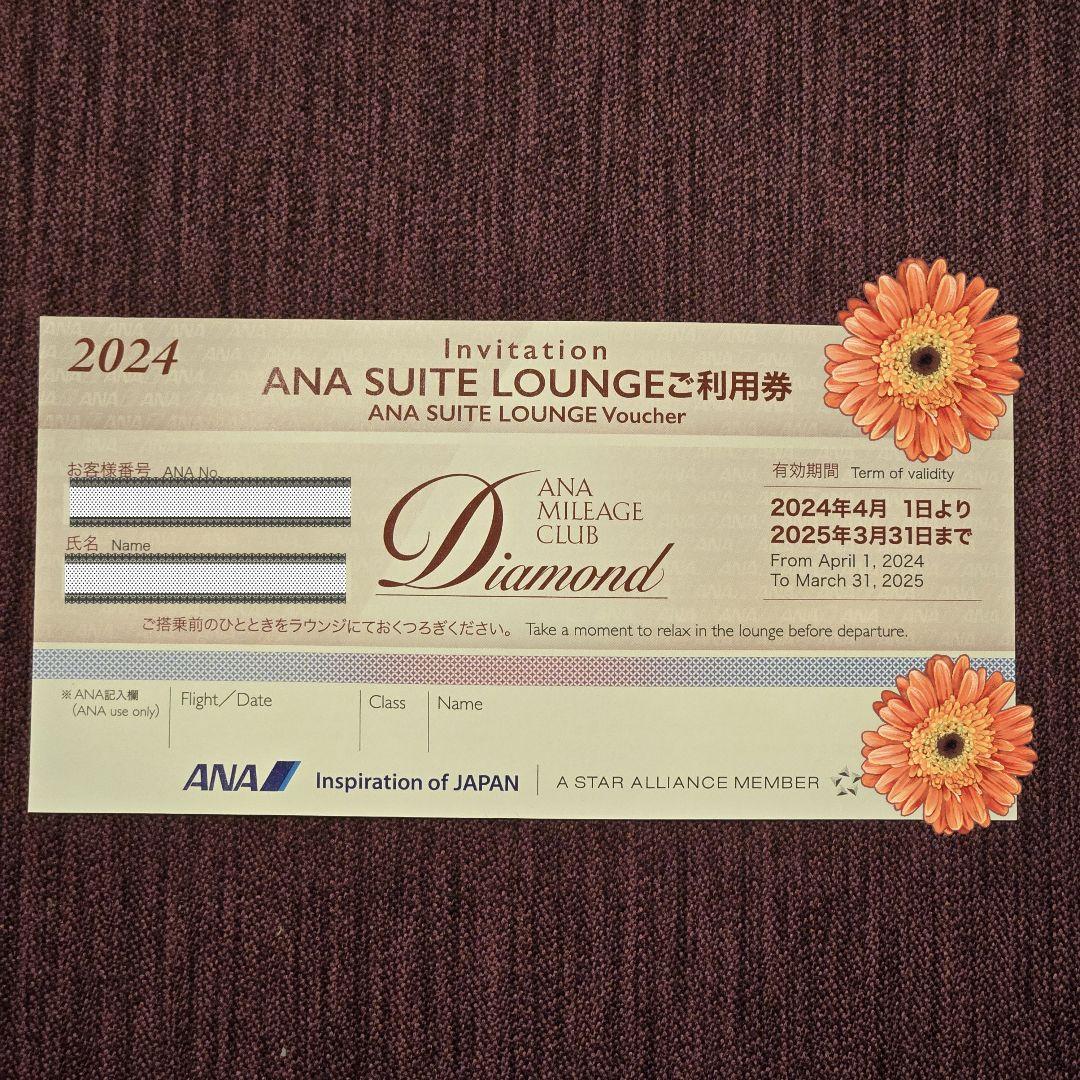 2024
Invitation
ANA SUITE LOUNGEご利用券
ANA SUITE LOUNGE Voucher
お客様番号 ANA No.
氏名 Name
ANA
MILEAGE
CLUB
Diamond
有効期間 Term of validity
2024年4月 1日より
2025年3月31日まで
From April 1, 2024
To March 31, 2025
ご搭乗前のひとときをラウンジにておくつろぎください。 Take a moment to relax in the lounge before departure.
※ANA記入欄
(ANA use only)
Flight/Date
Class
Name
ANA Inspiration of JAPAN A STAR ALLIANCE MEMBER